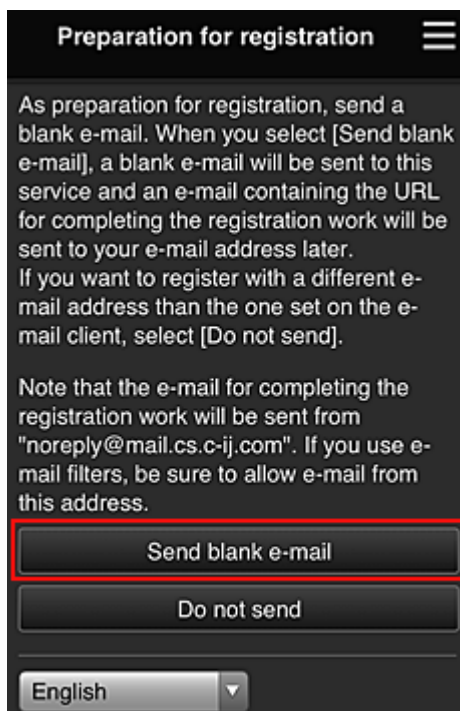 Preparation for registration
As preparation for registration, send a
blank e-mail. When you select [Send blank
e-mail], a blank e-mail will be sent to this
service and an e-mail containing the URL
for completing the registration work will be
sent to your e-mail address later.
If you want to register with a different e-
mail address than the one set on the e-
mail client, select [Do not send].
Note that the e-mail for completing the
registration work will be sent from
"noreply@mail.cs.c-ij.com". If you use e-
mail filters, be sure to allow e-mail from
this address.
Send blank e-mail
Do not send
English